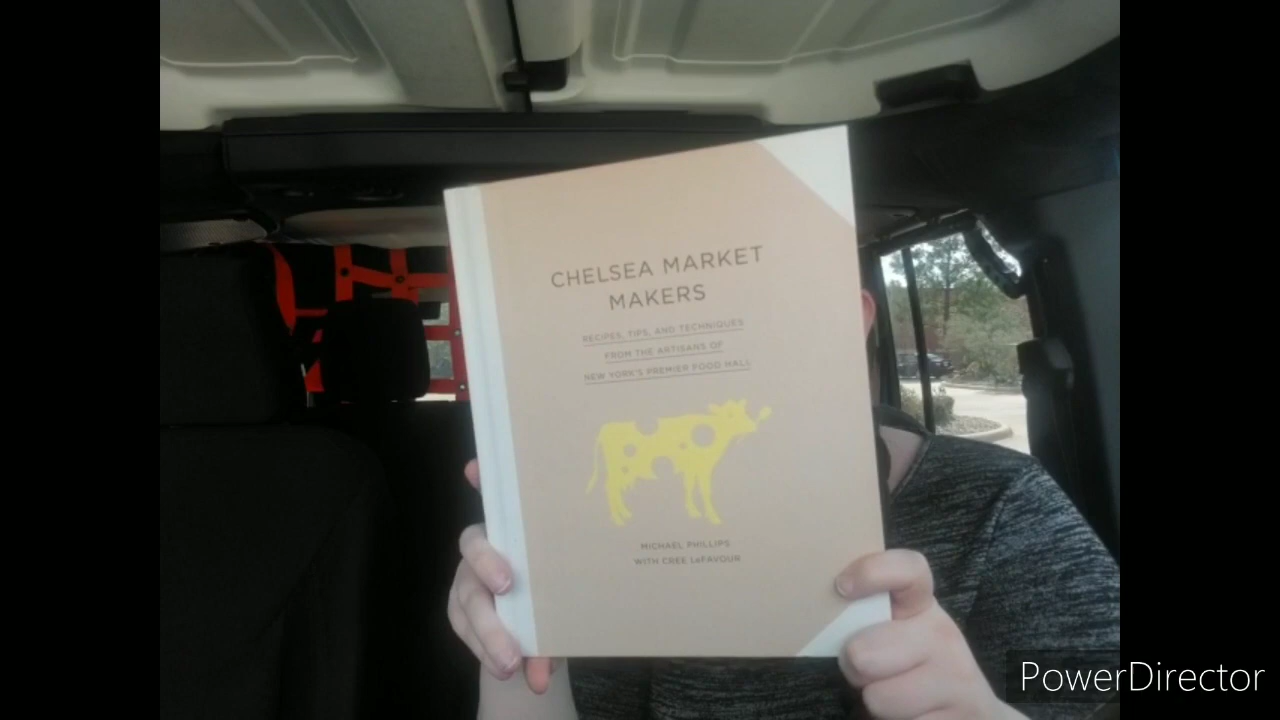 CHELSEA MARKET
MAKERS
RECIPES, TIPS, AND TECHNIQUES
FROM THE ARTISANS OF
NEW YORK'S PREMIER FOOD HALL
MICHAEL PHILLIPS
WITH CREE LeFAVOUR
PowerDirector